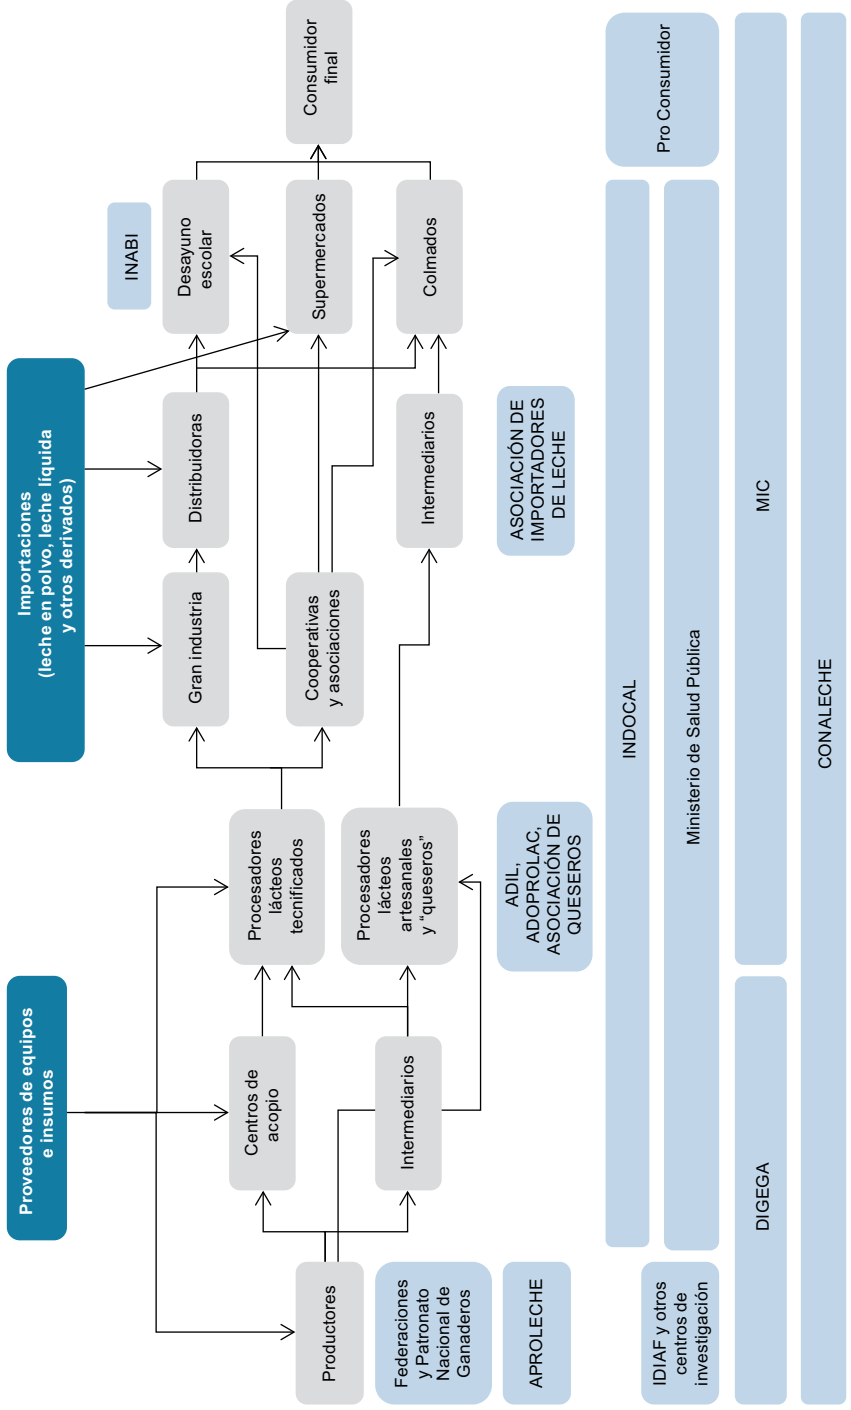 Proveedores de equipos
e insumos
Importaciones
(leche en polvo, leche líquida
y otros derivados)
INABI
Productores
Centros de
acopio
Intermediarios
Procesadores
lácteos
tecnificados
Procesadores
lácteos
artesanales
y “queseros”
Gran industria
Cooperativas
y asociaciones
Distribuidoras
Intermediarios
Desayuno
escolar
Supermercados
Colmados
Consumidor
final
Federaciones
y Patronato
Nacional de
Ganaderos
APROLECHE
ADIL,
ADOPROLAC,
ASOCIACIÓN DE
QUESEROS
ASOCIACIÓN DE
IMPORTADORES
DE LECHE
IDIAF y otros
centros de
investigación
INDOCAL
Ministerio de Salud Pública
Pro Consumidor
DIGEGA
MIC
CONALECHE